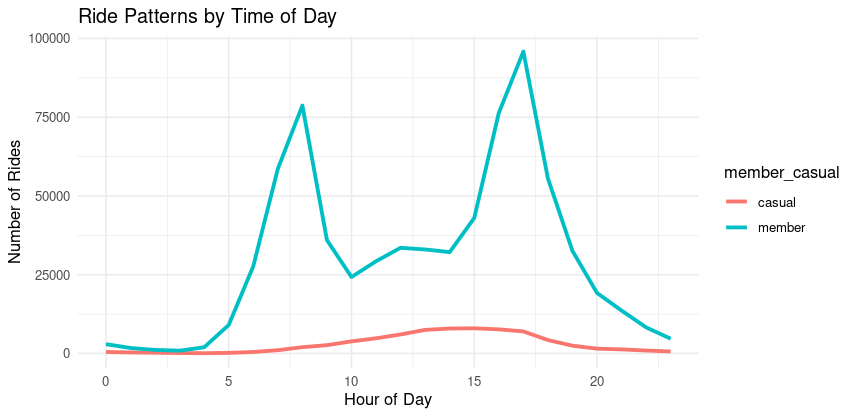 Ride Patterns by Time of Day
100000
75000
50000
25000
0
Number of Rides
0 5 10 15 20
Hour of Day
member_casual
casual
member